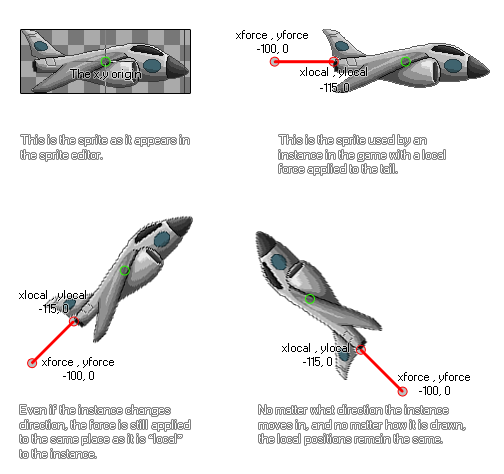 The x,y origin
xforce , yforce
-100, 0
xlocal , ylocal
-115, 0
This is the sprite as it appears in
the sprite editor.
This is the sprite used by an
instance in the game with a local
force applied to the tail.
xlocal , ylocal
-115, 0
xforce , yforce
-100, 0
xlocal , ylocal
-115, 0
xforce , yforce
-100, 0
Even if the instance changes
direction, the force is still applied
to the same place as it is "local"
to the instance.
No matter what direction the instance
moves in, and no matter how it is drawn,
the local positions remain the same.